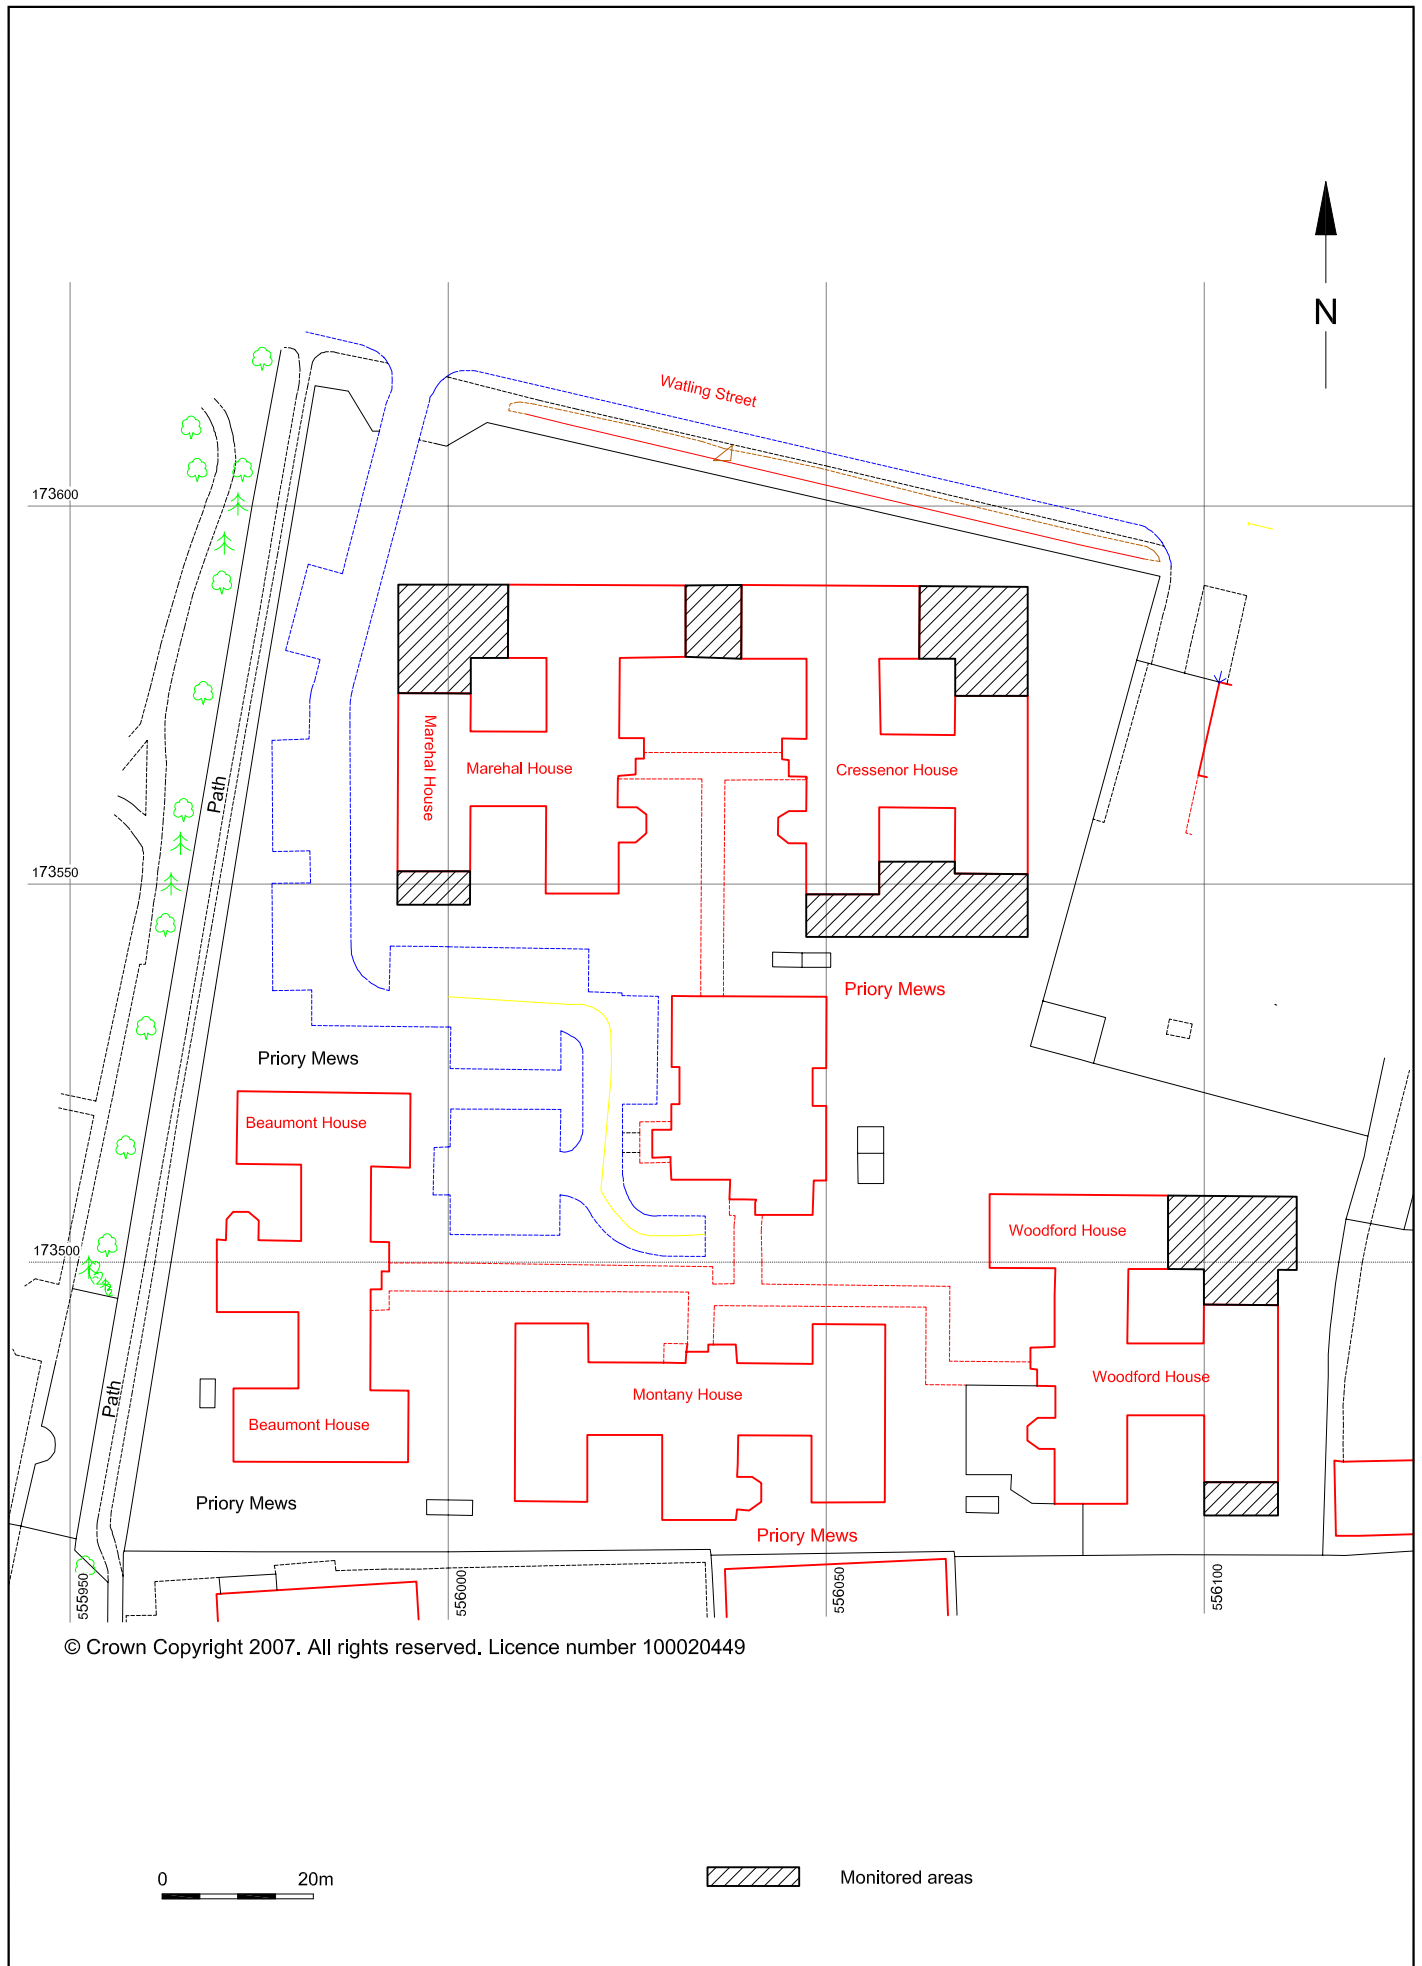 N
Watling Street
173600
Marehal House
Marehal House
Cressenor House
Path
173550
Priory Mews
Priory Mews
Beaumont House
Woodford House
173500
Woodford House
Montany House
Path
Beaumont House
Priory Mews
Priory Mews
555950
556000
556050
556100
© Crown Copyright 2007. All rights reserved. Licence number 100020449
0 20m
Monitored areas